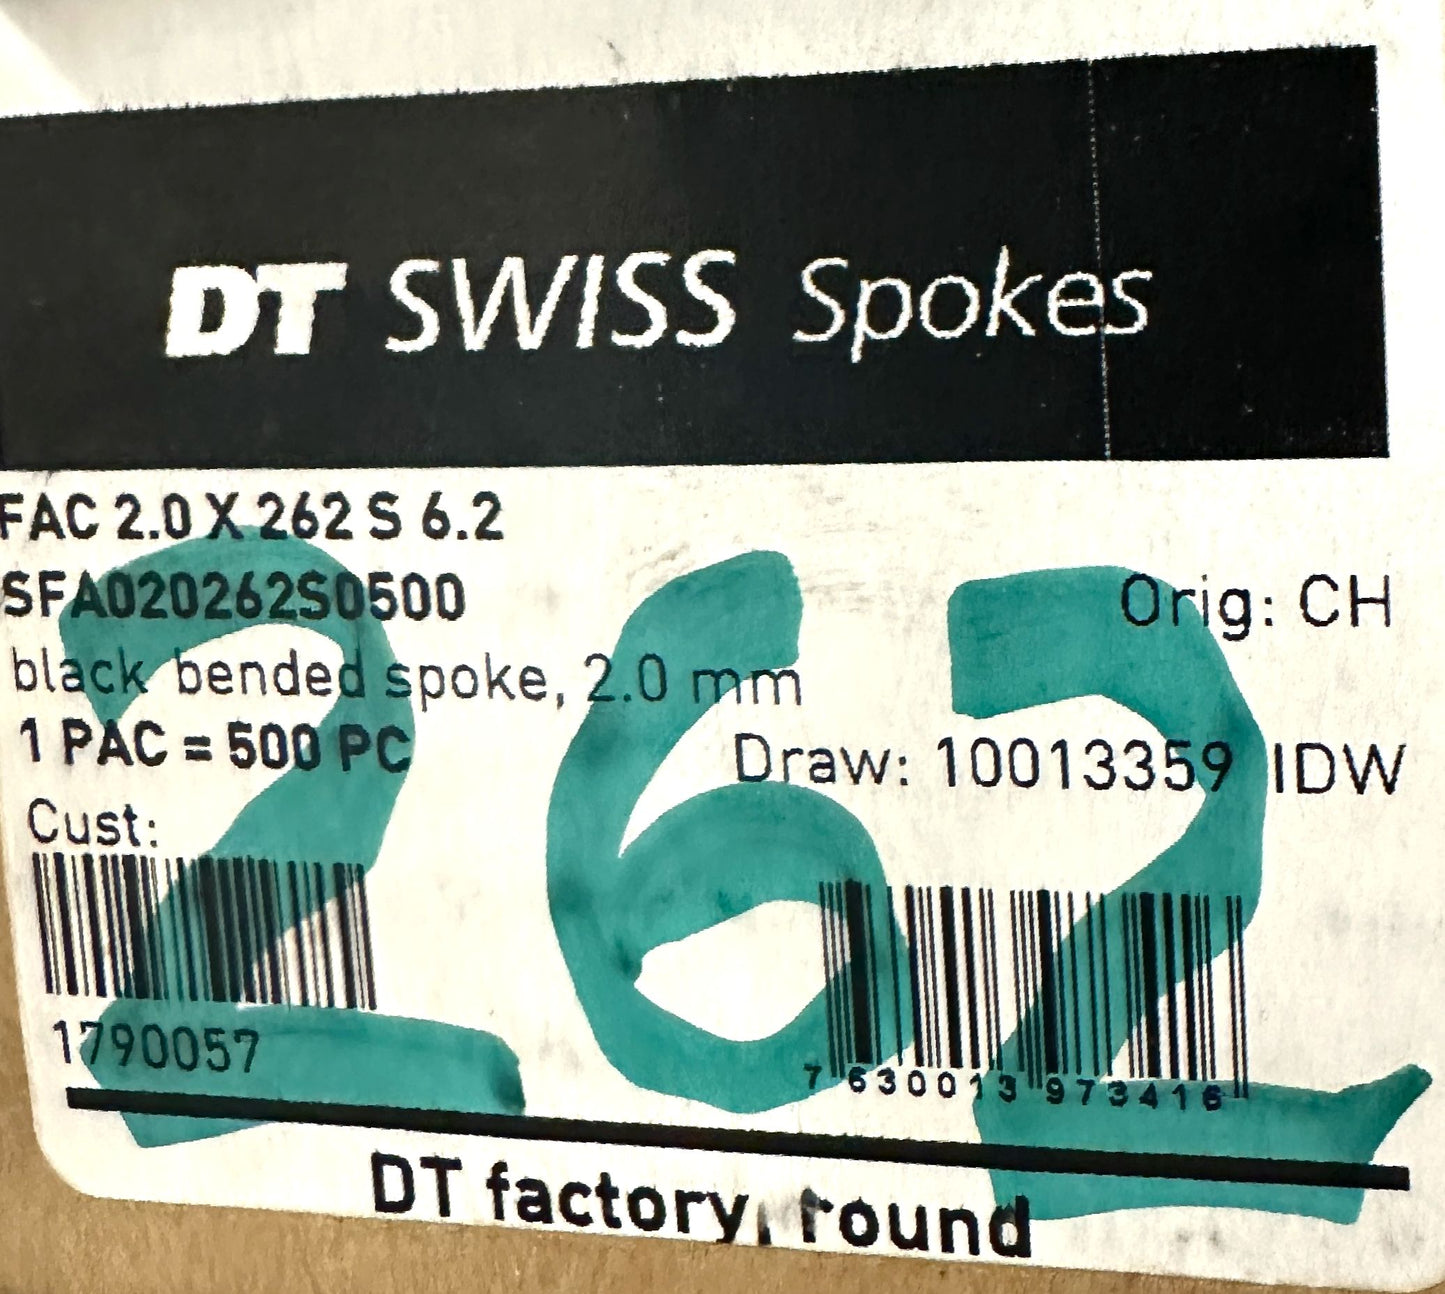 DT SWISS Spokes
FAC 2.0 X 262 S 6.2
SFA020262S0500
Orig: CH
black bended spoke, 2.0 mm
1 PAC = 500 PC
Draw: 10013359 IDW
Cust:
262
1790057
7 630013 973416
DT factory, round